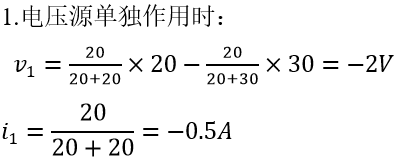 1.电压源单独作用时：
v₁ = 20/(20+20) × 20 − 20/(20+30) × 30 = −2V
i₁ = 20/(20 + 20) = −0.5A